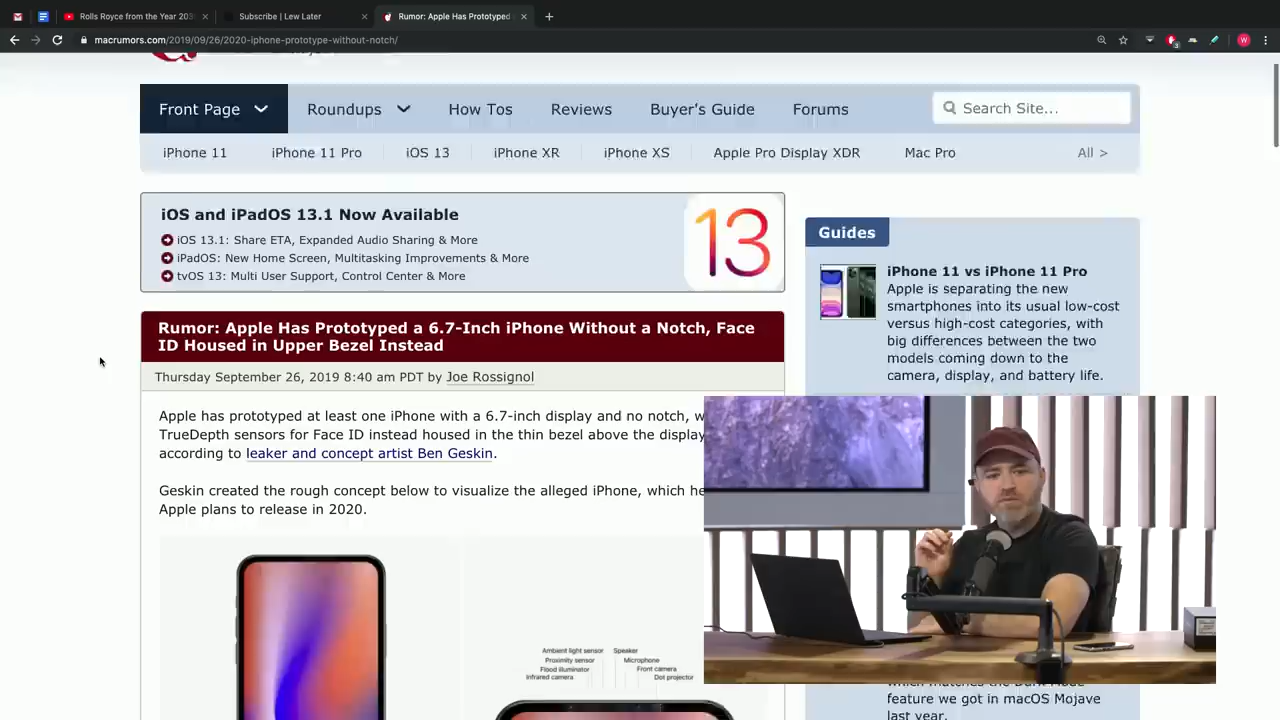 Rolls Royce from the Year 203
Subscribe | Lew Later
Rumor: Apple Has Prototyped
macrumors.com/2019/09/26/2020-iphone-prototype-without-notch/
3
W
Front Page
Roundups
How Tos
Reviews
Buyer's Guide
Forums
Search Site...
iPhone 11
iPhone 11 Pro
iOS 13
iPhone XR
iPhone XS
Apple Pro Display XDR
Mac Pro
All >
iOS and iPadOS 13.1 Now Available
iOS 13.1: Share ETA, Expanded Audio Sharing & More
iPadOS: New Home Screen, Multitasking Improvements & More
tvOS 13: Multi User Support, Control Center & More
13
Rumor: Apple Has Prototyped a 6.7-Inch iPhone Without a Notch, Face
ID Housed in Upper Bezel Instead
Thursday September 26, 2019 8:40 am PDT by Joe Rossignol
Apple has prototyped at least one iPhone with a 6.7-inch display and no notch, w
TrueDepth sensors for Face ID instead housed in the thin bezel above the display
according to leaker and concept artist Ben Geskin.
Geskin created the rough concept below to visualize the alleged iPhone, which he
Apple plans to release in 2020.
Ambient light sensor
Speaker
Proximity sensor
Microphone
Flood illuminator
Front camera
Infrared camera
Dot projector
Guides
iPhone 11 vs iPhone 11 Pro
Apple is separating the new
smartphones into its usual low-cost
versus high-cost categories, with
big differences between the two
models coming down to the
camera, display, and battery life.
feature we got in macOS Mojave
last year.